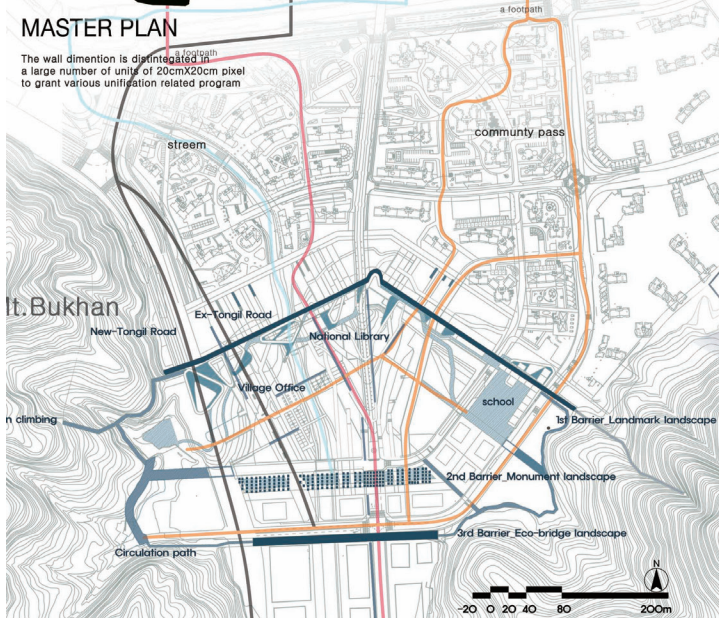 a footpath
MASTER PLAN
a footpath
The wall dimention is distintegated in
a large number of units of 20cmX20cm pixel
to grant various unification related program
streem
communty pass
t.Bukhan
Ex-Tongil Road
New-Tongil Road
National Library
Village Office
school
n climbing
1st Barrier_Landmark landscape
2nd Barrier_Monument landscape
3rd Barrier_Eco-bridge landscape
Circulation path
N
-20 0 20 40 80 200m